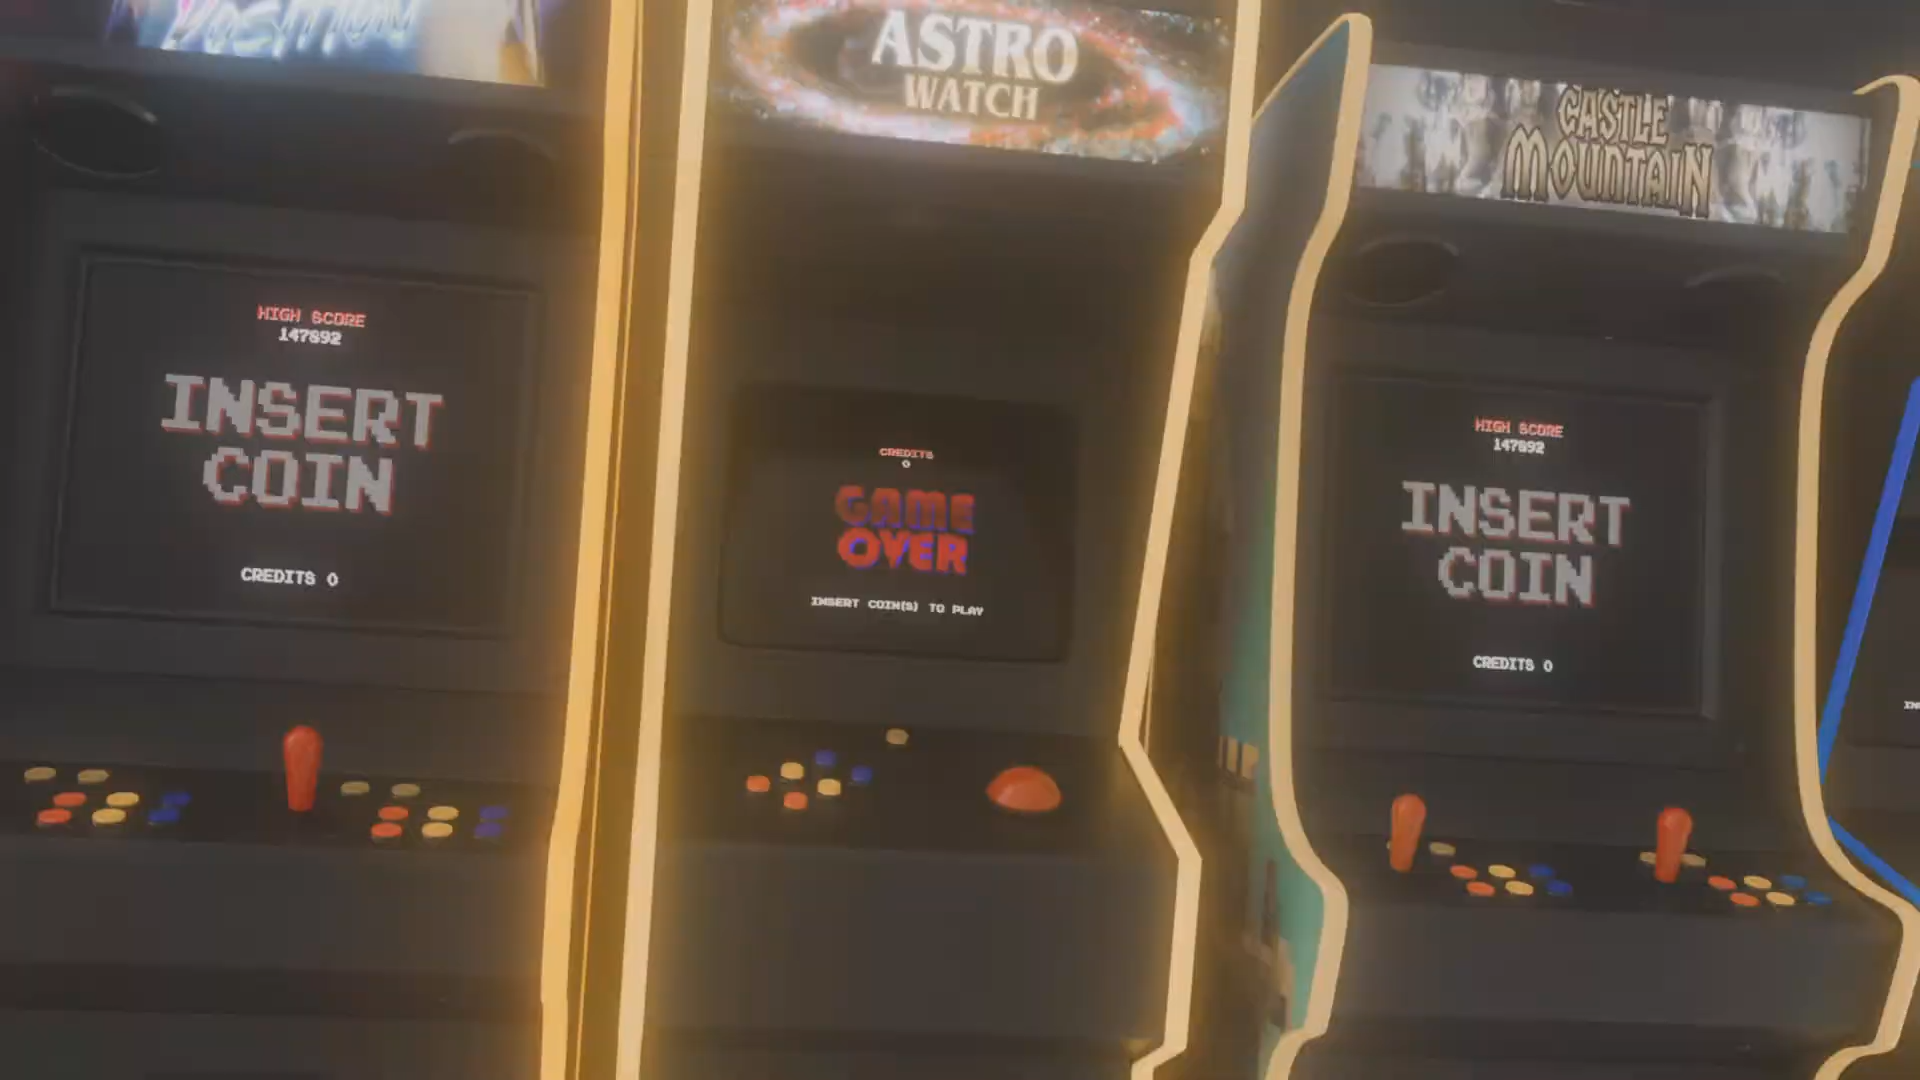 POSITION
HIGH SCORE
147892
INSERT
COIN
CREDITS 0
ASTRO
WATCH
CREDITS
0
GAME
OVER
INSERT COIN(S) TO PLAY
CASTLE
MOUNTAIN
HIGH SCORE
147892
INSERT
COIN
CREDITS 0